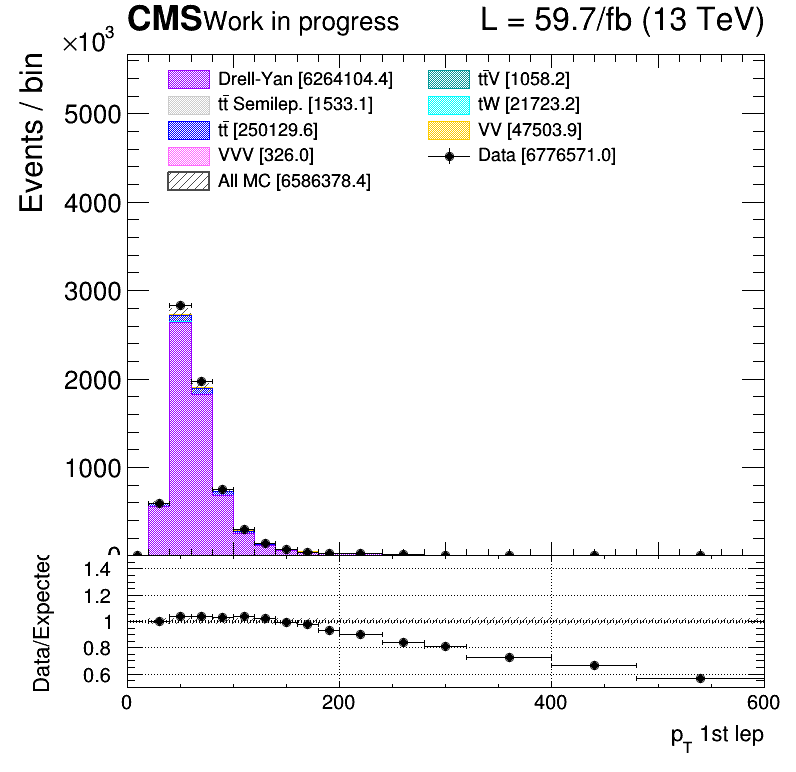 CMS Work in progress L = 59.7/fb (13 TeV)
×10³
Events / bin
Drell-Yan [6264104.4]
tt̄ Semilep. [1533.1]
tt̄ [250129.6]
VVV [326.0]
All MC [6586378.4]
tt̄V [1058.2]
tW [21723.2]
VV [47503.9]
Data [6776571.0]
5000
4000
3000
2000
1000
0
Data/Expected
1.4
1.2
1
0.8
0.6
0 200 400 600
p_T 1st lep